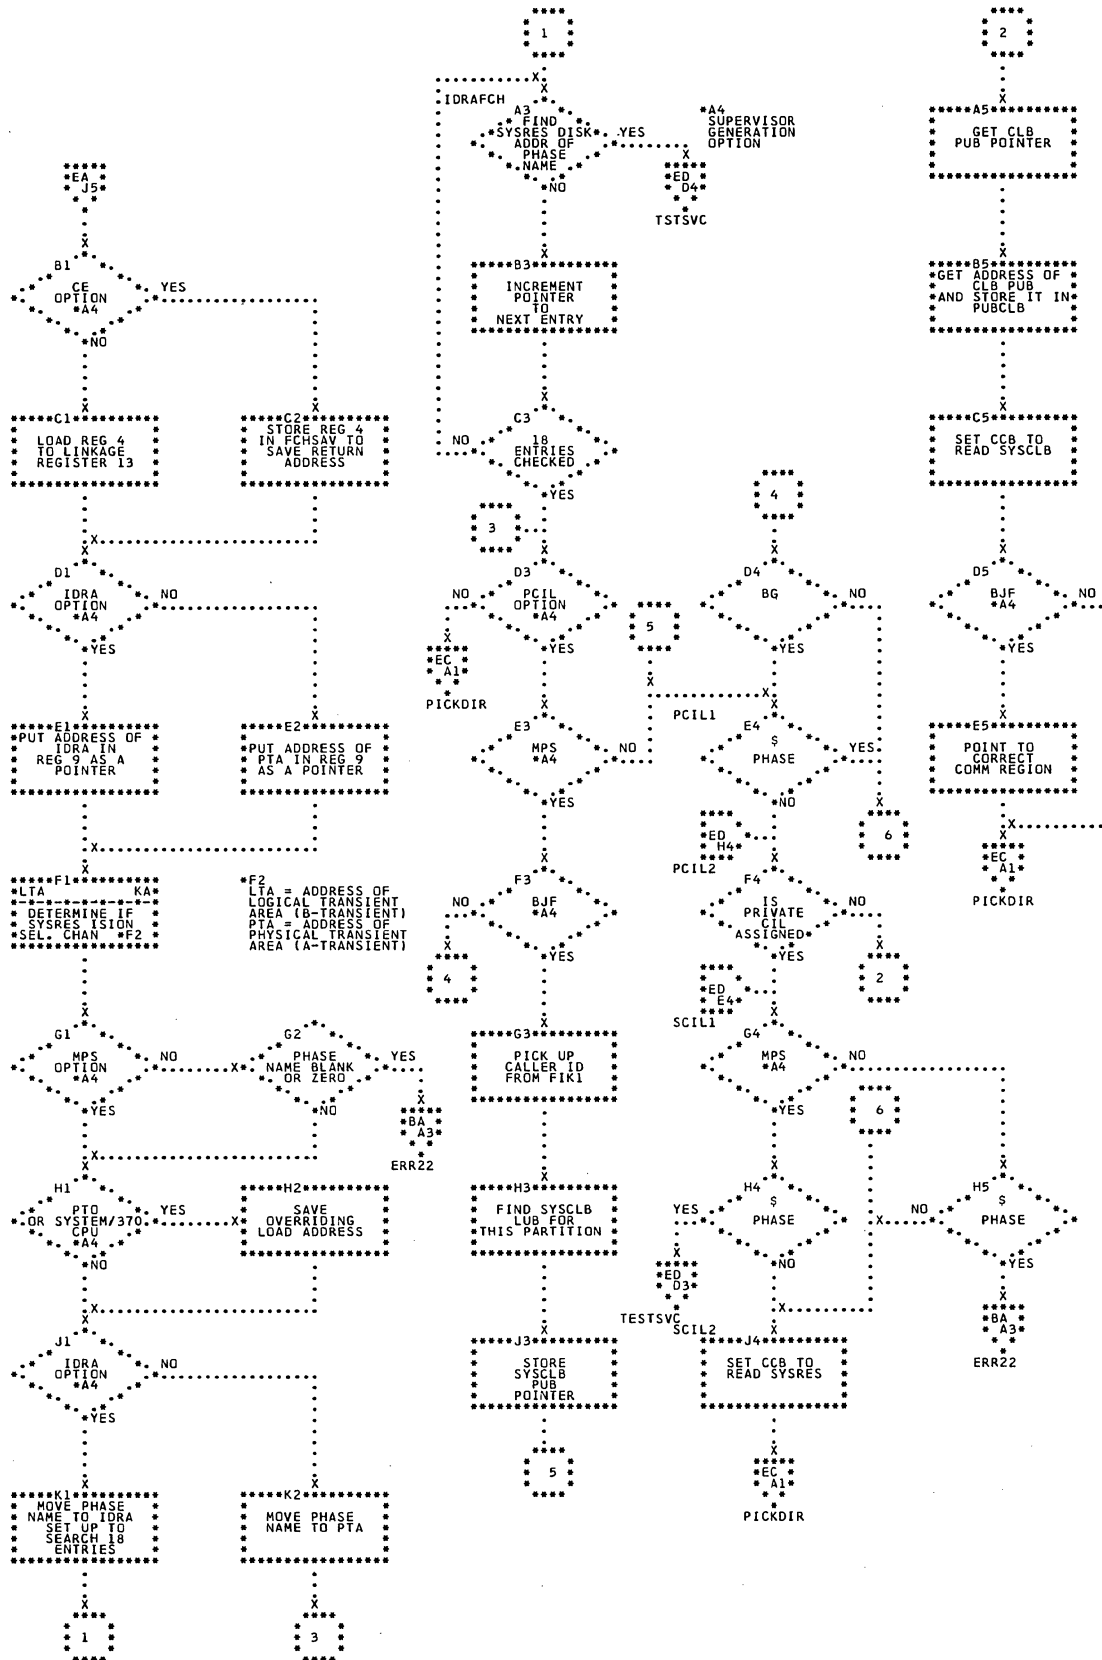 EA
J5
B1
CE
OPTION
*A4
YES
NO
C1
LOAD REG 4
TO LINKAGE
REGISTER 13
C2
STORE REG 4
IN FCHSAV TO
SAVE RETURN
ADDRESS
D1
IDRA
OPTION
*A4
NO
YES
E1
PUT ADDRESS OF
IDRA IN
REG 9 AS A
POINTER
E2
PUT ADDRESS OF
PTA IN REG 9
AS A POINTER
F1
LTA KA
DETERMINE IF
SYSRES ISION
SEL. CHAN *F2
*F2
LTA = ADDRESS OF
LOGICAL TRANSIENT
AREA (B-TRANSIENT)
PTA = ADDRESS OF
PHYSICAL TRANSIENT
AREA (A-TRANSIENT)
G1
MPS
OPTION
*A4
NO
YES
G2
PHASE
NAME BLANK
OR ZERO
YES
NO
BA
A3
ERR22
H1
PTO
OR SYSTEM/370
CPU
*A4
YES
NO
H2
SAVE
OVERRIDING
LOAD ADDRESS
J1
IDRA
OPTION
*A4
NO
YES
K1
MOVE PHASE
NAME TO IDRA
SET UP TO
SEARCH 18
ENTRIES
K2
MOVE PHASE
NAME TO PTA
1
3
1
IDRAFCH
A3
FIND
SYSRES DISK
ADDR OF
PHASE
NAME
YES
NO
*A4
SUPERVISOR
GENERATION
OPTION
ED
D4
TSTSVC
B3
INCREMENT
POINTER
TO
NEXT ENTRY
C3
18
ENTRIES
CHECKED
NO
YES
3
D3
PCIL
OPTION
*A4
NO
YES
EC
A1
PICKDIR
E3
MPS
*A4
NO
YES
5
F3
BJF
*A4
NO
YES
4
G3
PICK UP
CALLER ID
FROM FIK1
H3
FIND SYSCLB
LUB FOR
THIS PARTITION
J3
STORE
SYSCLB
PUB
POINTER
5
4
D4
BG
NO
YES
PCIL1
E4
$
PHASE
YES
NO
6
ED
H4
PCIL2
F4
IS
PRIVATE
CIL
ASSIGNED
NO
YES
2
ED
E4
SCIL1
G4
MPS
*A4
NO
YES
6
H4
$
PHASE
YES
NO
ED
D3
TESTSVC
SCIL2
J4
SET CCB TO
READ SYSRES
EC
A1
PICKDIR
H5
$
PHASE
NO
YES
BA
A3
ERR22
2
A5
GET CLB
PUB POINTER
B5
GET ADDRESS OF
CLB PUB
AND STORE IT IN
PUBCLB
C5
SET CCB TO
READ SYSCLB
D5
BJF
*A4
NO
YES
E5
POINT TO
CORRECT
COMM REGION
EC
A1
PICKDIR